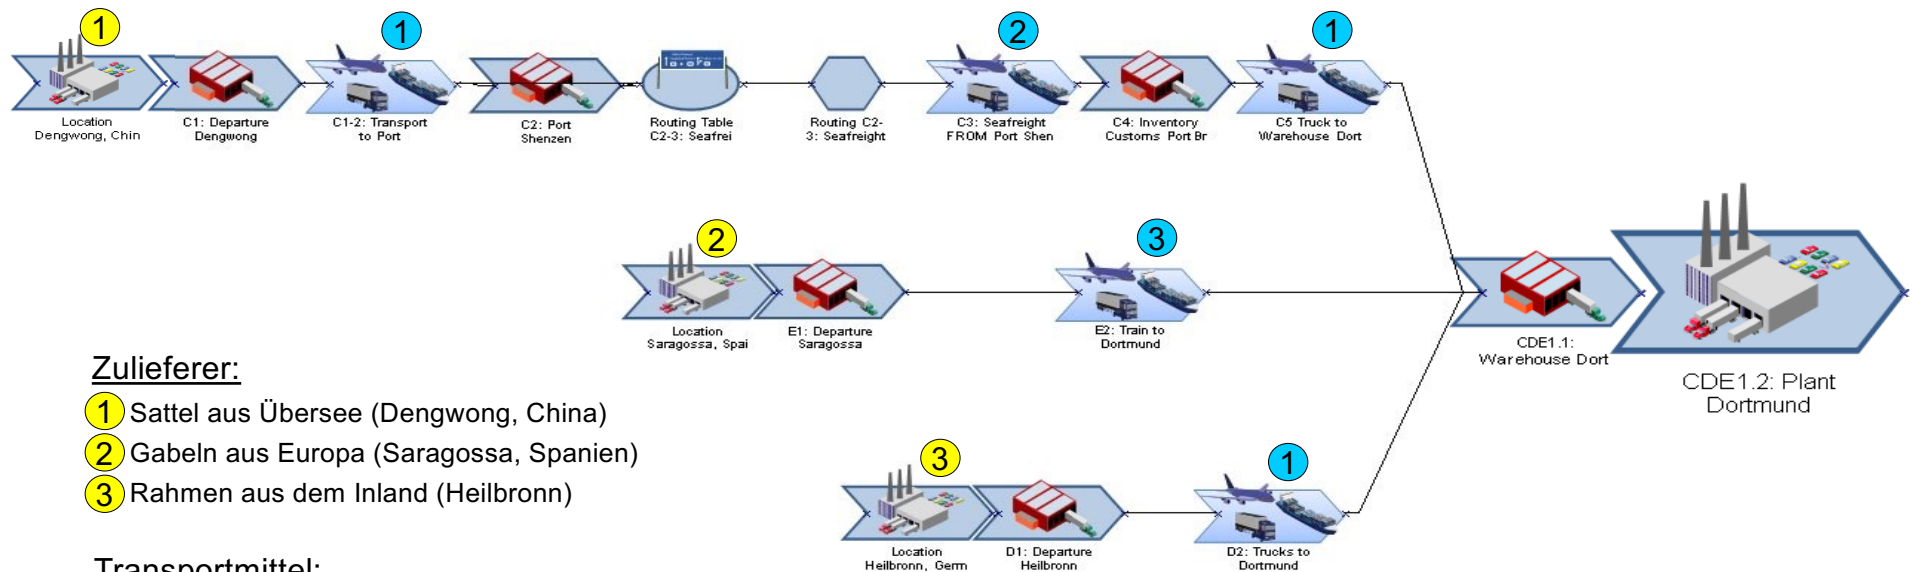 1
1
2
1
Location
Dengwong, Chin
C1: Departure
Dengwong
C1-2: Transport
to Port
C2: Port
Shenzen
Routing Table
C2-3: Seafrei
Routing C2-
3: Seafreight
C3: Seafreight
FROM Port Shen
C4: Inventory
Customs Port Br
C5 Truck to
Warehouse Dort
2
3
Location
Saragossa, Spai
E1: Departure
Saragossa
E2: Train to
Dortmund
CDE1.1:
Warehouse Dort
CDE1.2: Plant
Dortmund
Zulieferer:
1 Sattel aus Übersee (Dengwong, China)
2 Gabeln aus Europa (Saragossa, Spanien)
3 Rahmen aus dem Inland (Heilbronn)
3
1
Location
Heilbronn, Germ
D1: Departure
Heilbronn
D2: Trucks to
Dortmund
Transportmittel: